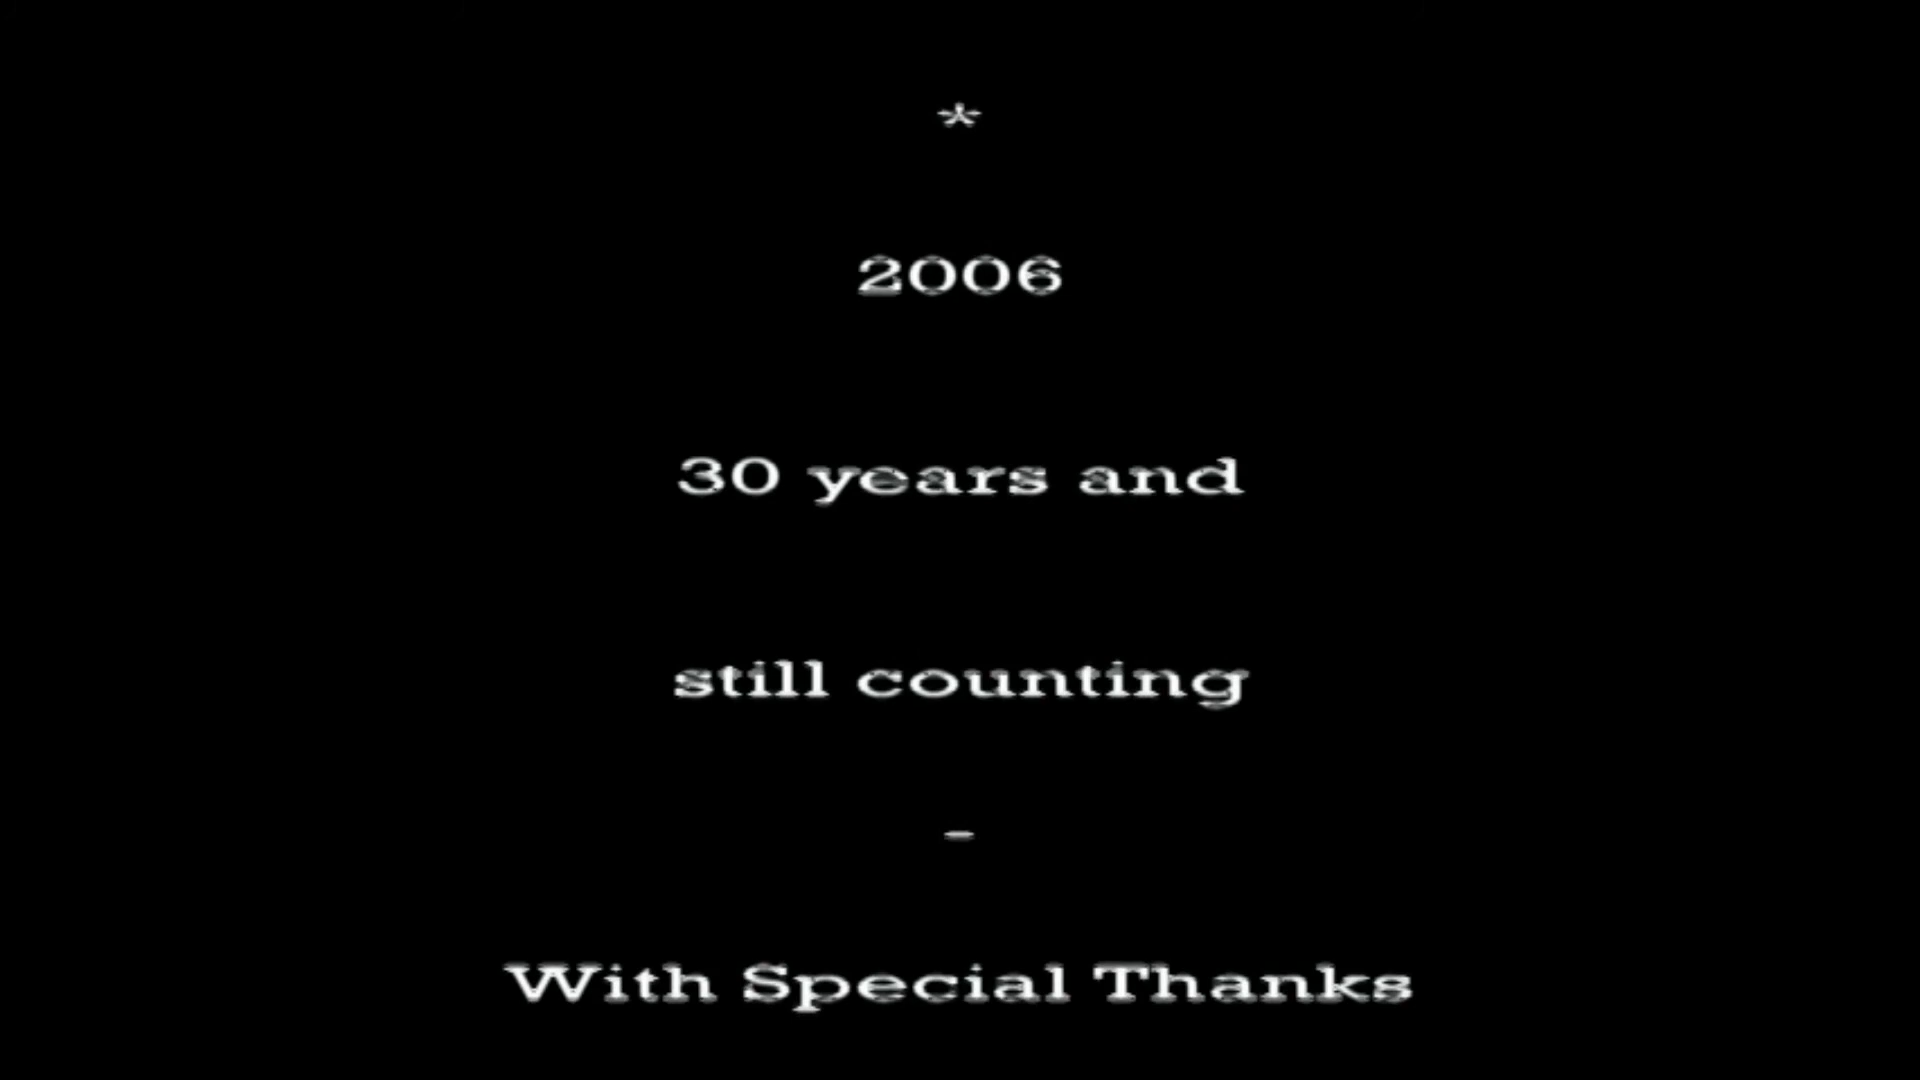 *
2006
30 years and
still counting
-
With Special Thanks